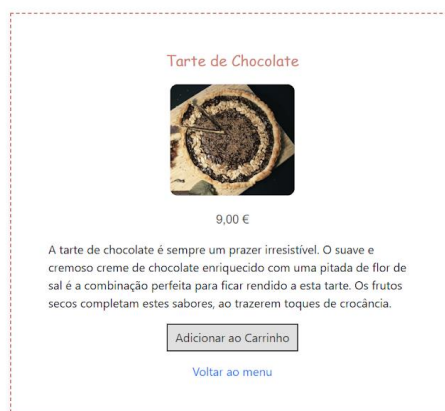 Tarte de Chocolate
9,00 €
A tarte de chocolate é sempre um prazer irresistível. O suave e
cremoso creme de chocolate enriquecido com uma pitada de flor de
sal é a combinação perfeita para ficar rendido a esta tarte. Os frutos
secos completam estes sabores, ao trazerem toques de crocância.
Adicionar ao Carrinho
Voltar ao menu